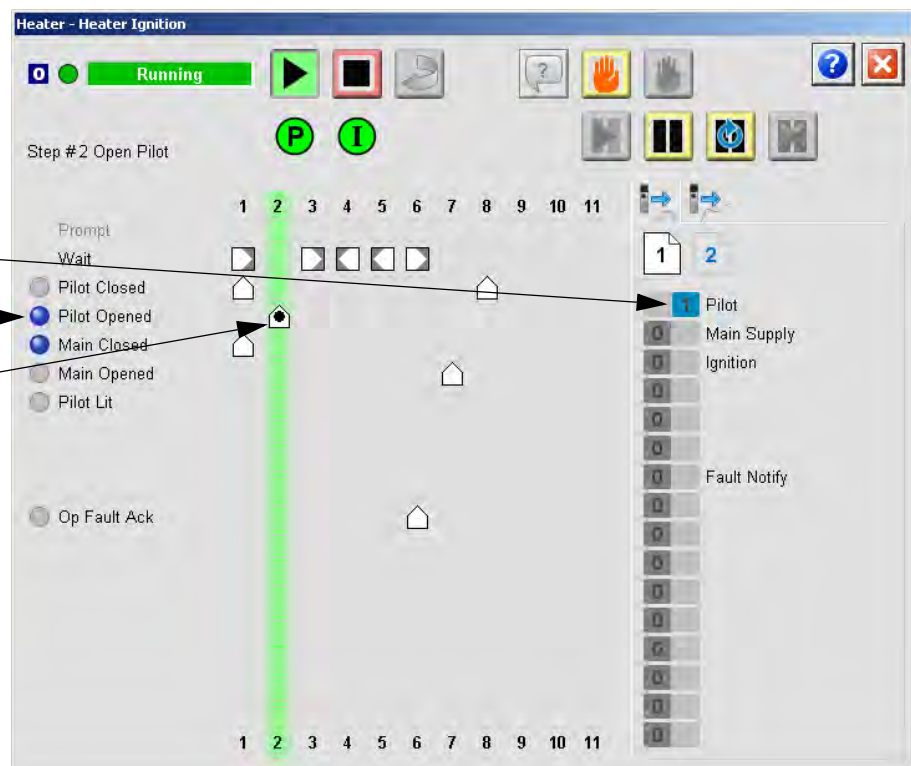 Heater - Heater Ignition
O Running
?
?
P I
Step #2 Open Pilot
1 2 3 4 5 6 7 8 9 10 11
Prompt
Wait
Pilot Closed
Pilot Opened
Main Closed
Main Opened
Pilot Lit
Op Fault Ack
1 2 3 4 5 6 7 8 9 10 11
1 2
1 Pilot
0 Main Supply
0 Ignition
0
0
0
0 Fault Notify
0
0
0
0
0
0
0
0
0